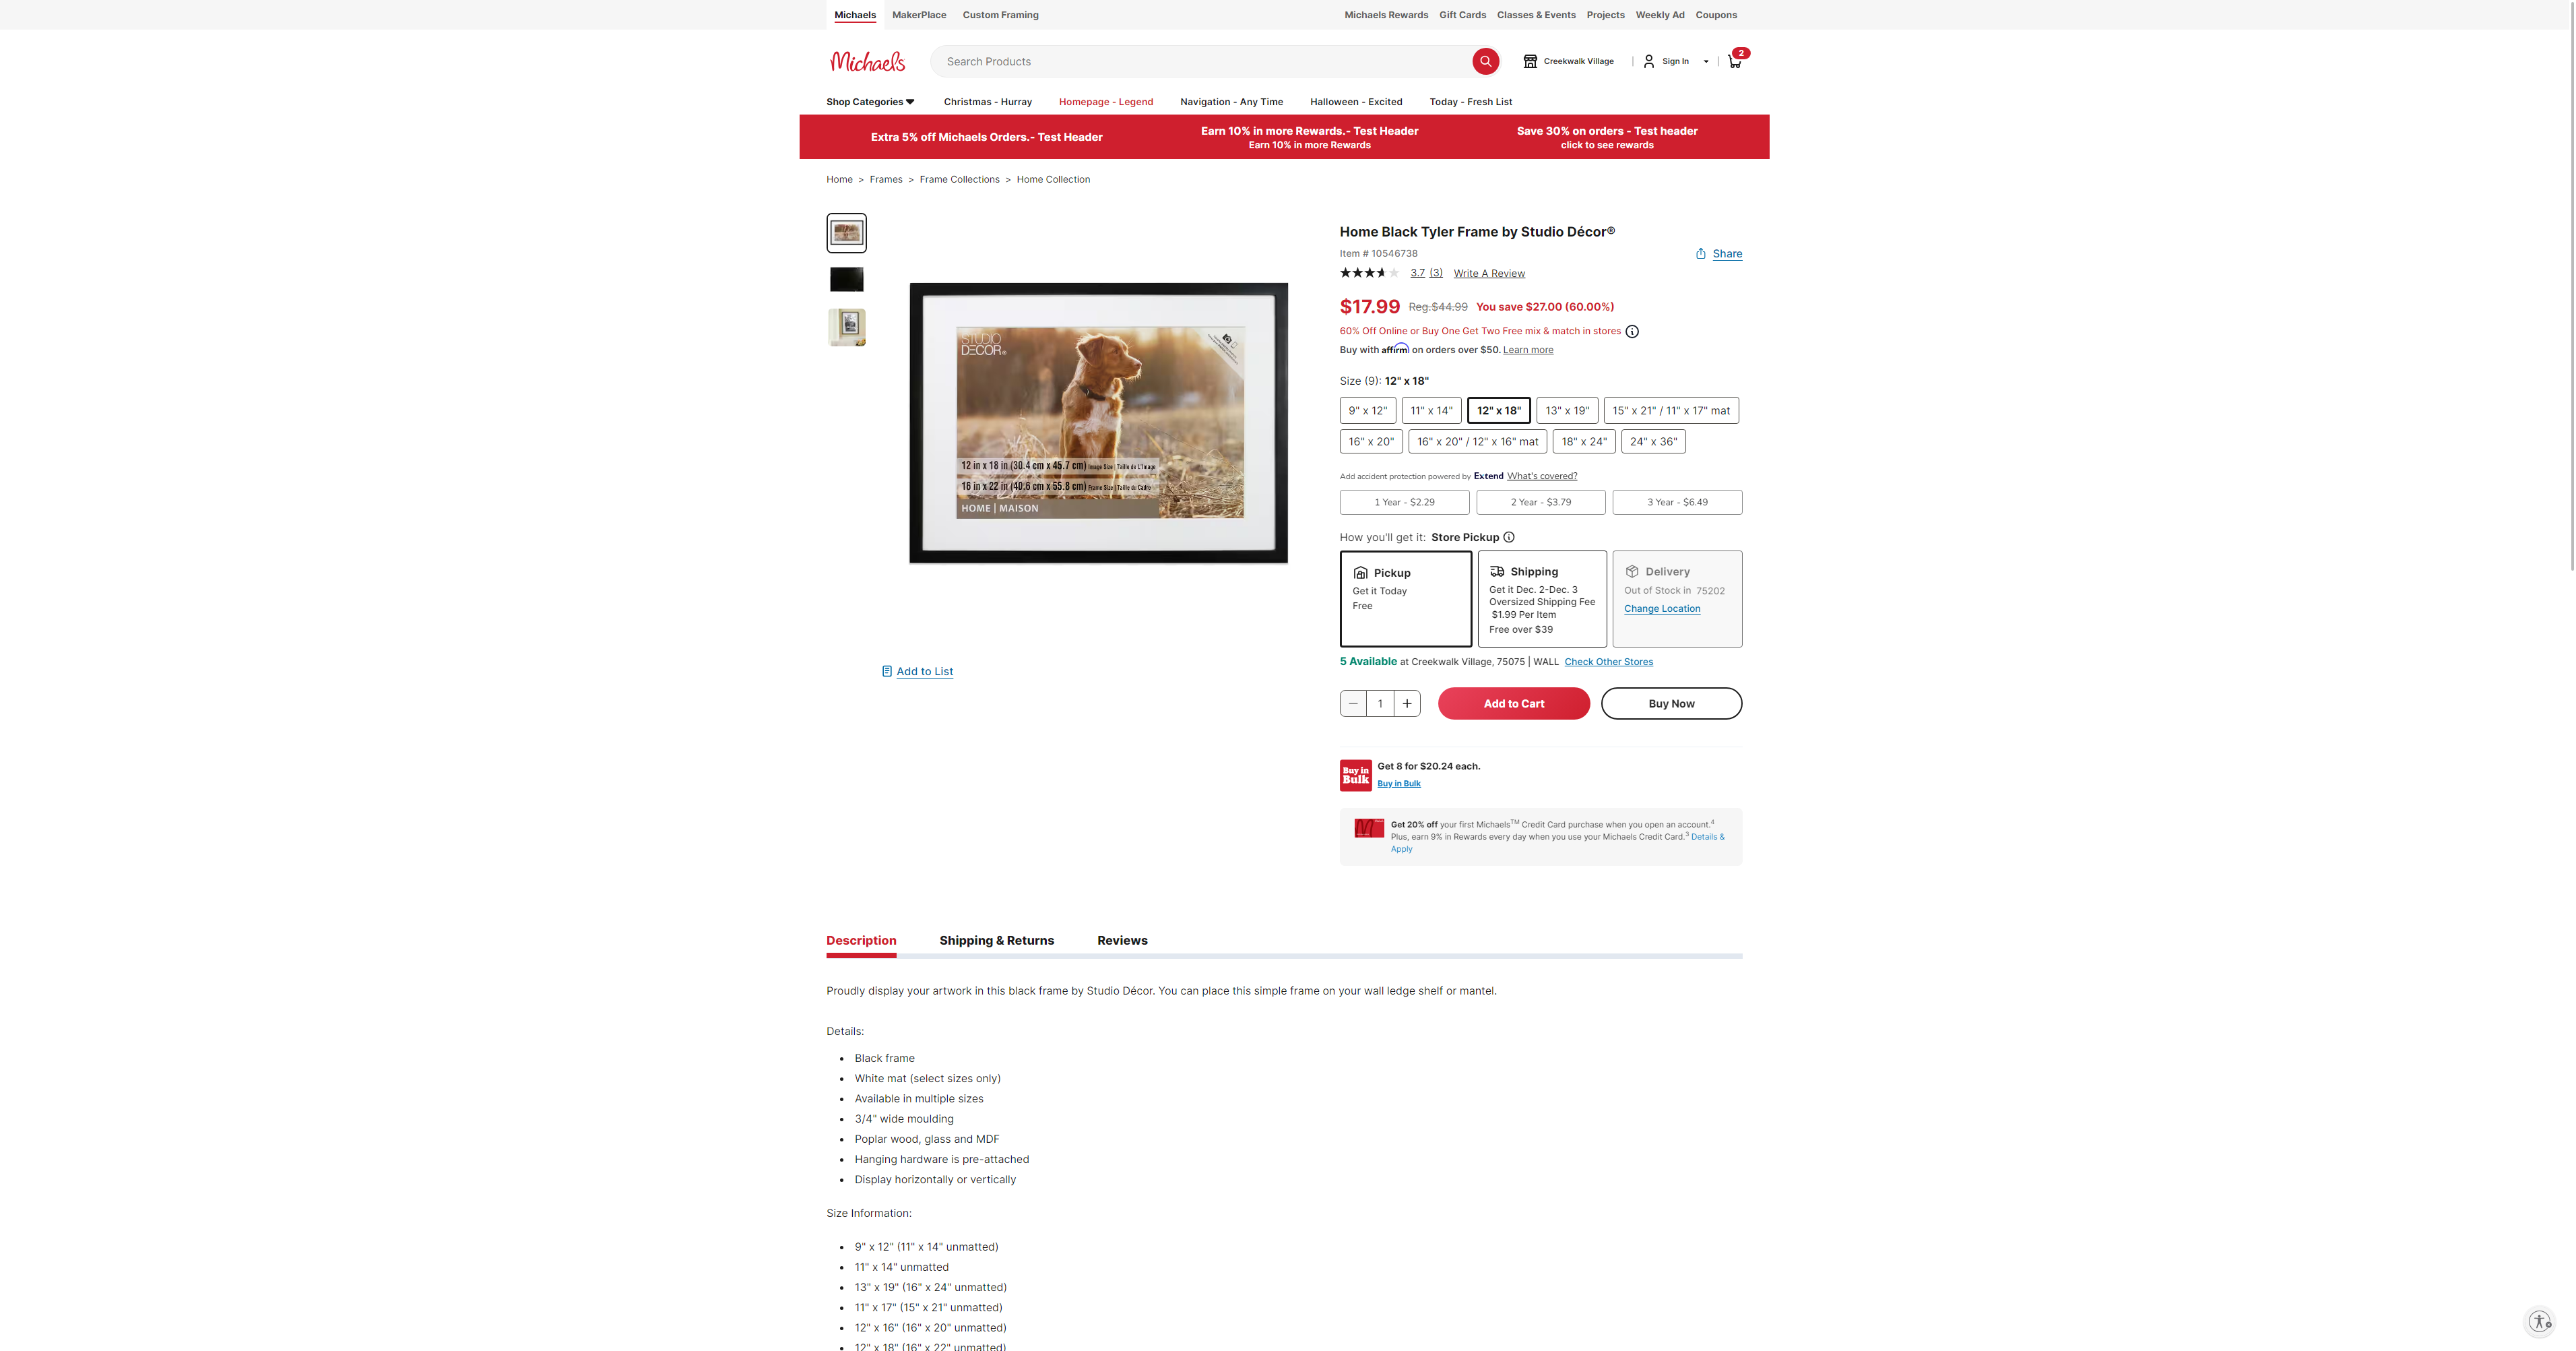 Michaels MakerPlace Custom Framing Michaels Rewards Gift Cards Classes & Events Projects Weekly Ad Coupons
Michaels Search Products Creekwalk Village | Sign In | 2
Shop Categories Christmas - Hurray Homepage - Legend Navigation - Any Time Halloween - Excited Today - Fresh List
Extra 5% off Michaels Orders.- Test Header
Earn 10% in more Rewards.- Test Header
Earn 10% in more Rewards
Save 30% on orders - Test header
click to see rewards
Home > Frames > Frame Collections > Home Collection
STUDIO
DECOR®
12 in x 18 in (30.4 cm x 45.7 cm) Image Size | Taille de L'Image
16 in x 22 in (40.6 cm x 55.8 cm) Frame Size | Taille du Cadre
HOME | MAISON
Add to List
Home Black Tyler Frame by Studio Décor®
Item # 10546738
Share
3.7 (3) Write A Review
$17.99 Reg.$44.99 You save $27.00 (60.00%)
60% Off Online or Buy One Get Two Free mix & match in stores
Buy with affirm on orders over $50. Learn more
Size (9): 12" x 18"
9" x 12" 11" x 14" 12" x 18" 13" x 19" 15" x 21" / 11" x 17" mat
16" x 20" 16" x 20" / 12" x 16" mat 18" x 24" 24" x 36"
Add accident protection powered by Extend What's covered?
1 Year - $2.29 2 Year - $3.79 3 Year - $6.49
How you'll get it: Store Pickup
Pickup
Get it Today
Free
Shipping
Get it Dec. 2-Dec. 3
Oversized Shipping Fee
$1.99 Per Item
Free over $39
Delivery
Out of Stock in 75202
Change Location
5 Available at Creekwalk Village, 75075 | WALL Check Other Stores
1 Add to Cart Buy Now
Buy in
Bulk
Get 8 for $20.24 each.
Buy in Bulk
Get 20% off your first Michaels™ Credit Card purchase when you open an account.⁴
Plus, earn 9% in Rewards every day when you use your Michaels Credit Card.³ Details &
Apply
Description Shipping & Returns Reviews
Proudly display your artwork in this black frame by Studio Décor. You can place this simple frame on your wall ledge shelf or mantel.
Details:
• Black frame
• White mat (select sizes only)
• Available in multiple sizes
• 3/4" wide moulding
• Poplar wood, glass and MDF
• Hanging hardware is pre-attached
• Display horizontally or vertically
Size Information:
• 9" x 12" (11" x 14" unmatted)
• 11" x 14" unmatted
• 13" x 19" (16" x 24" unmatted)
• 11" x 17" (15" x 21" unmatted)
• 12" x 16" (16" x 20" unmatted)
• 12" x 18" (16" x 22" unmatted)